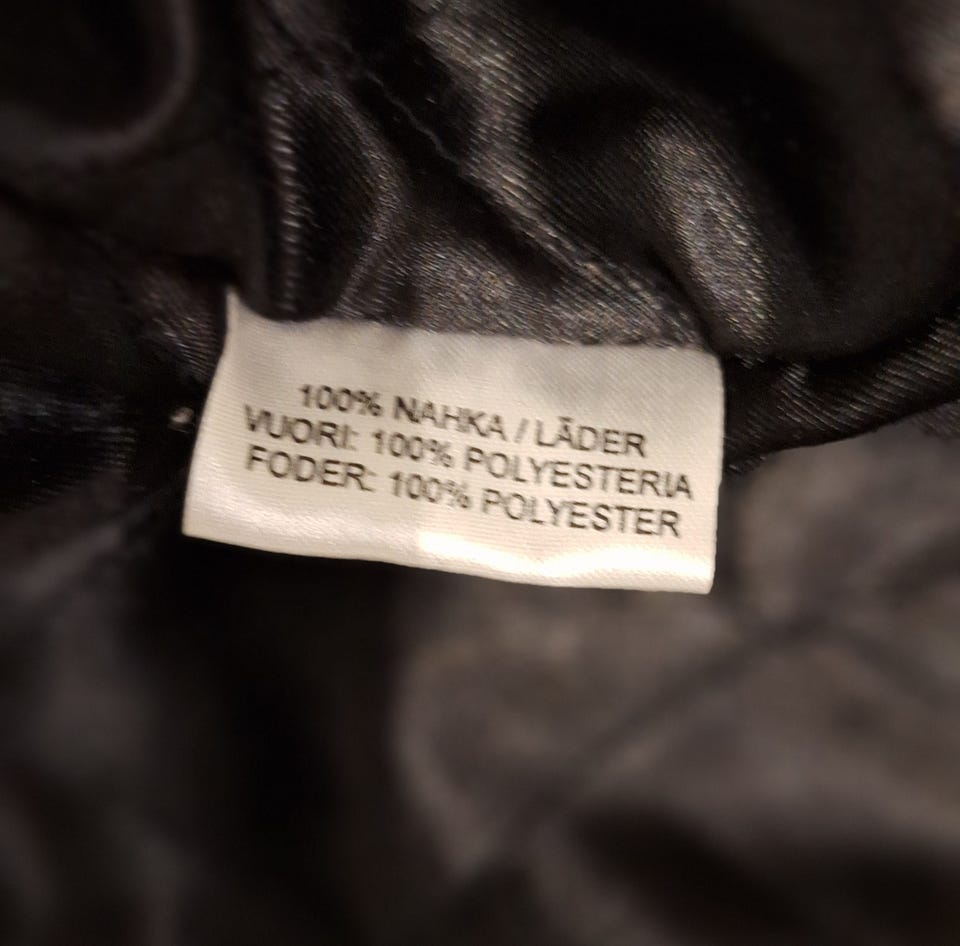 100% NAHKA / LÄDER
VUORI: 100% POLYESTERIA
FODER: 100% POLYESTER